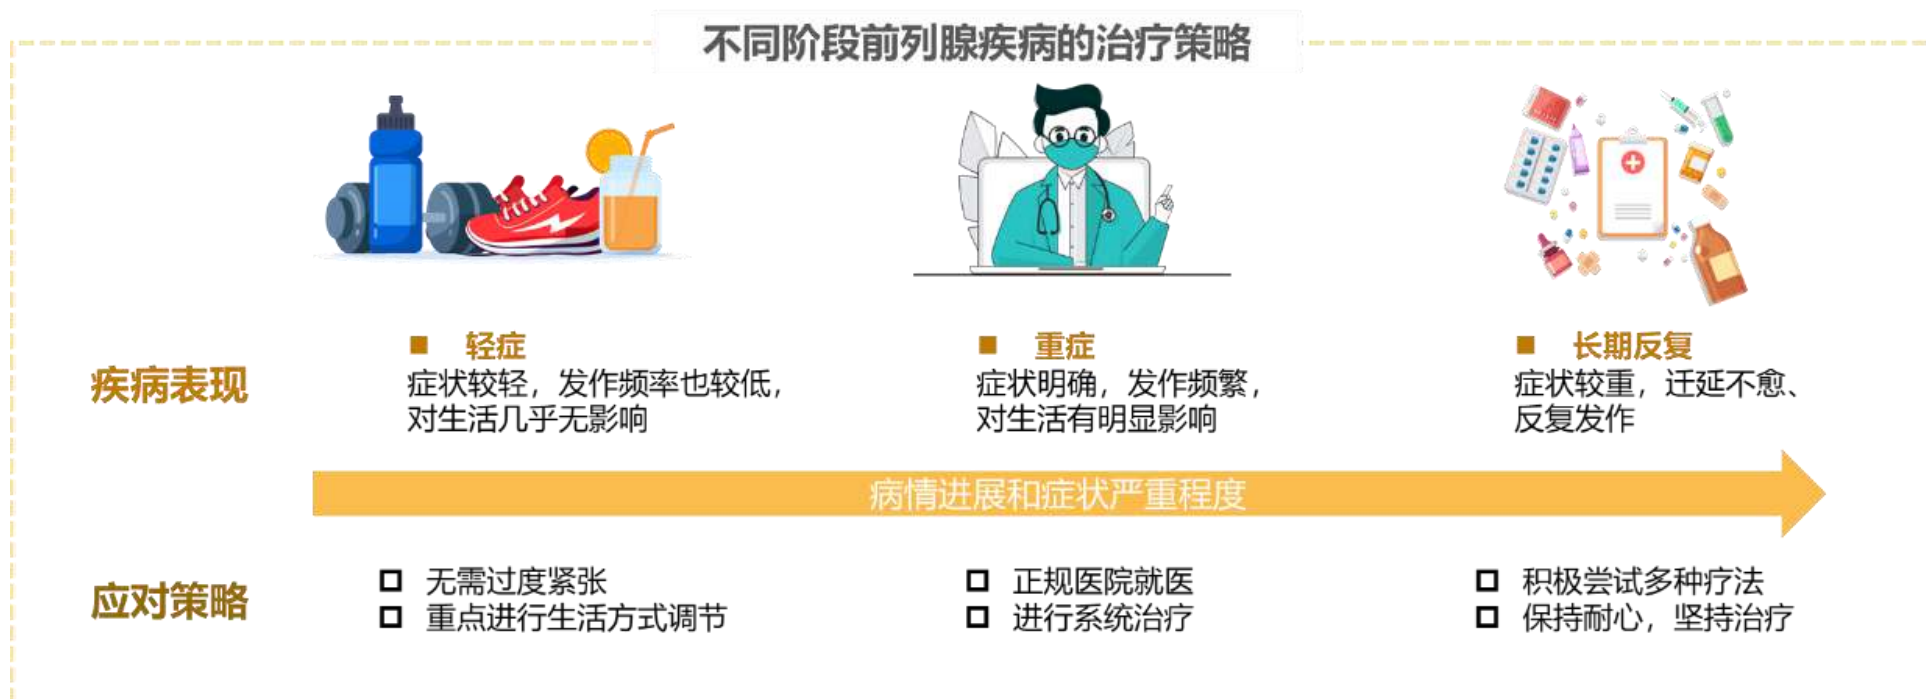 不同阶段前列腺疾病的治疗策略
疾病表现
轻症
症状较轻，发作频率也较低，
对生活几乎无影响
重症
症状明确，发作频繁，
对生活有明显影响
长期反复
症状较重，迁延不愈、
反复发作
病情进展和症状严重程度
应对策略
无需过度紧张
重点进行生活方式调节
正规医院就医
进行系统治疗
积极尝试多种疗法
保持耐心，坚持治疗